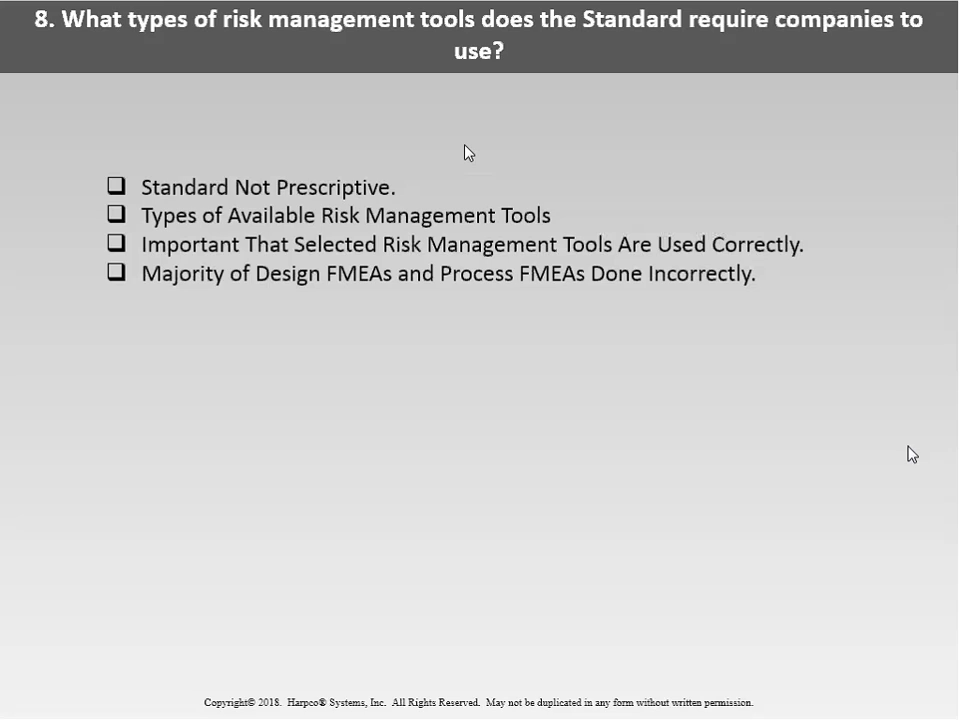 8. What types of risk management tools does the Standard require companies to
use?
Standard Not Prescriptive.
Types of Available Risk Management Tools
Important That Selected Risk Management Tools Are Used Correctly.
Majority of Design FMEAs and Process FMEAs Done Incorrectly.
Copyright© 2018. Harpco® Systems, Inc. All Rights Reserved. May not be duplicated in any form without written permission.